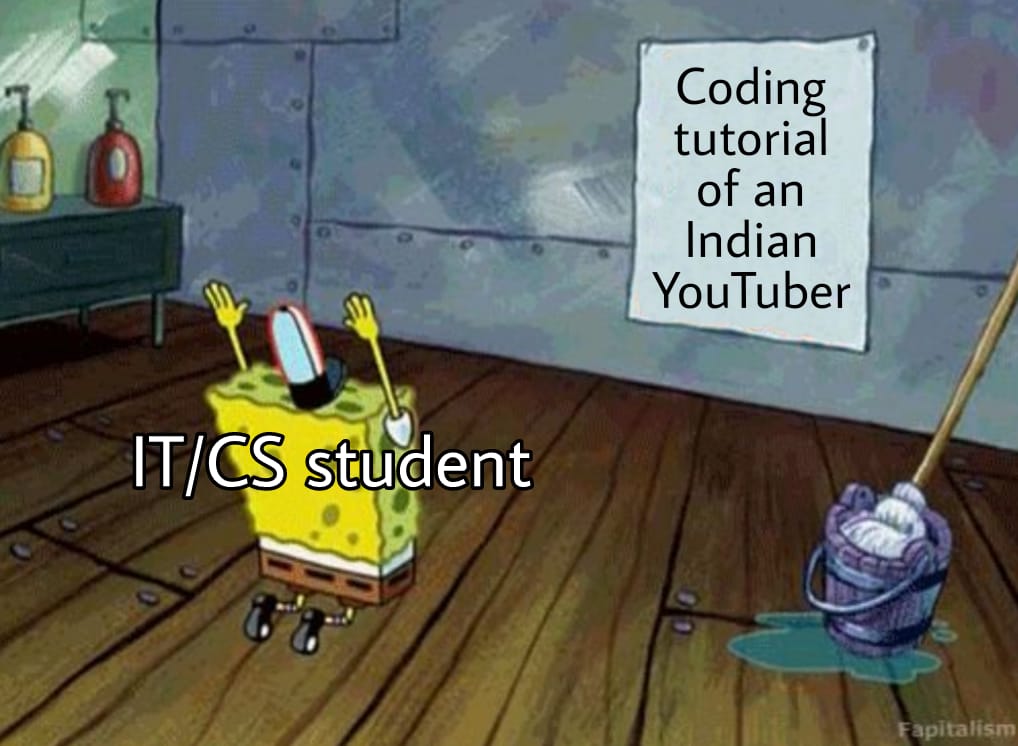 Coding
tutorial
of an
Indian
YouTuber
IT/CS student
Fapitalism